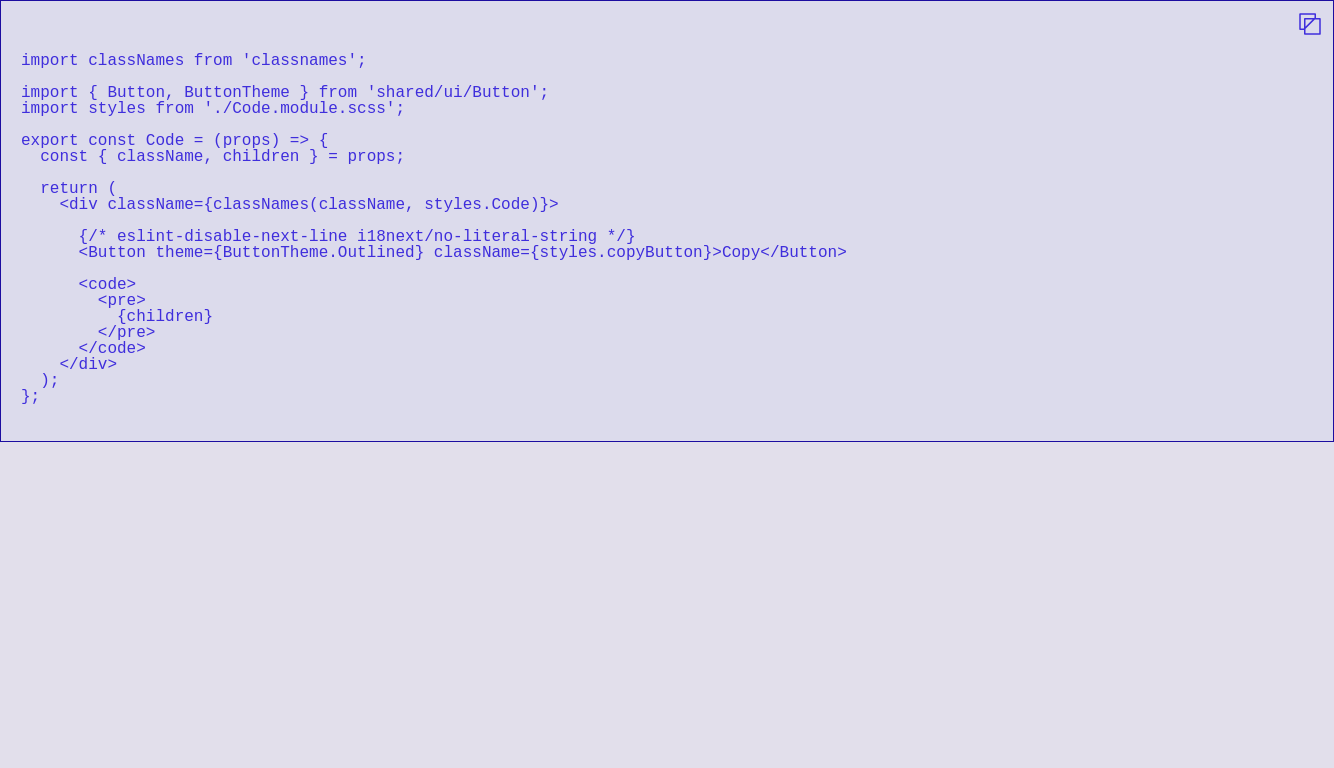 import classNames from 'classnames';

import { Button, ButtonTheme } from 'shared/ui/Button';
import styles from './Code.module.scss';

export const Code = (props) => {
  const { className, children } = props;

  return (
    <div className={classNames(className, styles.Code)}>

      {/* eslint-disable-next-line i18next/no-literal-string */}
      <Button theme={ButtonTheme.Outlined} className={styles.copyButton}>Copy</Button>

      <code>
        <pre>
          {children}
        </pre>
      </code>
    </div>
  );
};